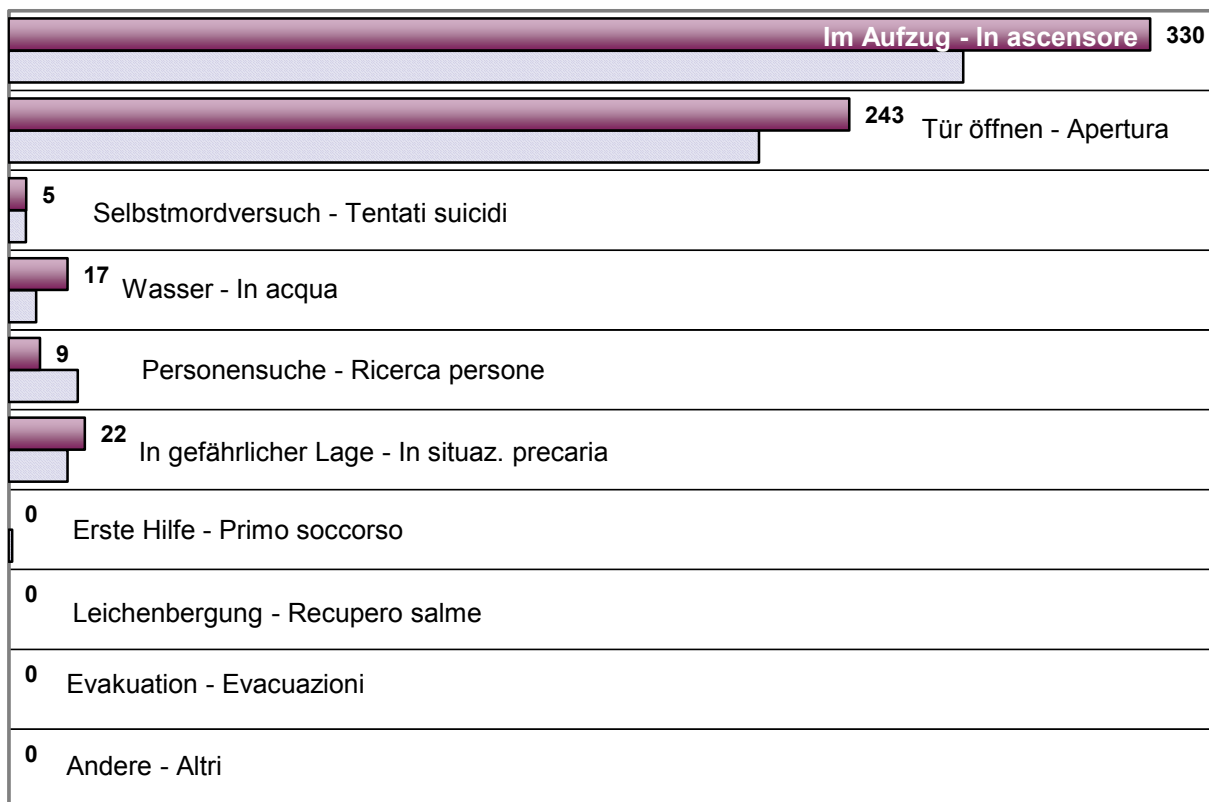 Im Aufzug - In ascensore 330
243 Tür öffnen - Apertura
5 Selbstmordversuch - Tentati suicidi
17 Wasser - In acqua
9 Personensuche - Ricerca persone
22 In gefährlicher Lage - In situaz. precaria
0 Erste Hilfe - Primo soccorso
0 Leichenbergung - Recupero salme
0 Evakuation - Evacuazioni
0 Andere - Altri